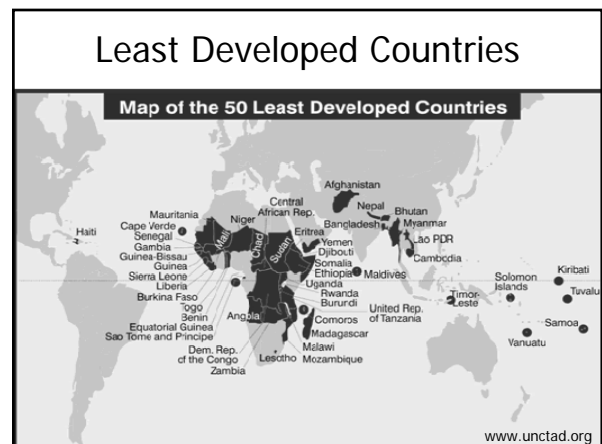 Least Developed Countries
Map of the 50 Least Developed Countries
Haiti
Mauritania
Cape Verde
Senegal
Gambia
Guinea-Bissau
Guinea
Sierra Leone
Liberia
Burkina Faso
Togo
Benin
Equatorial Guinea
Sao Tome and Principe
Dem. Rep.
of the Congo
Zambia
Angola
Lesotho
Mali
Niger
Chad
Central
African Rep.
Sudan
Eritrea
Yemen
Djibouti
Somalia
Ethiopia
Uganda
Rwanda
Burundi
United Rep.
of Tanzania
Comoros
Madagascar
Malawi
Mozambique
Afghanistan
Nepal
Bangladesh
Bhutan
Myanmar
Lao PDR
Cambodia
Maldives
Timor-
Leste
Solomon
Islands
Kiribati
Tuvalu
Samoa
Vanuatu
www.unctad.org